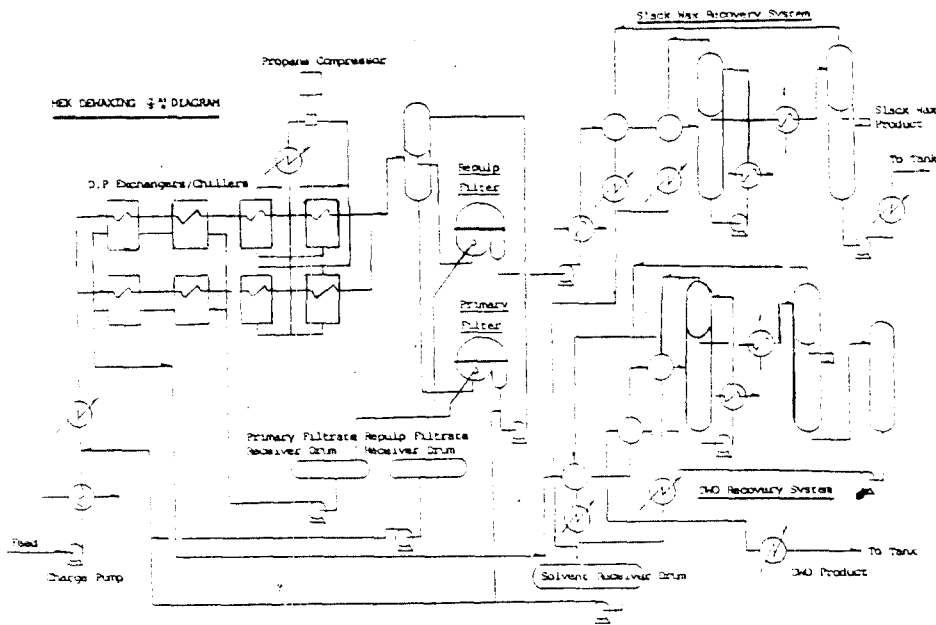 Slack Wax Recovery System
Propane Compressor
MEK DEWAXING DIAGRAM
Slack Wax
Product
To Tank
D.P Exchangers/Chillers
Repulp
Filter
Primary
Filter
Primary Filtrate
Receiver Drum
Repulp Filtrate
Receiver Drum
DWO Recovery System
Feed
Charge Pump
Solvent Receiver Drum
To Tank
DWO Product